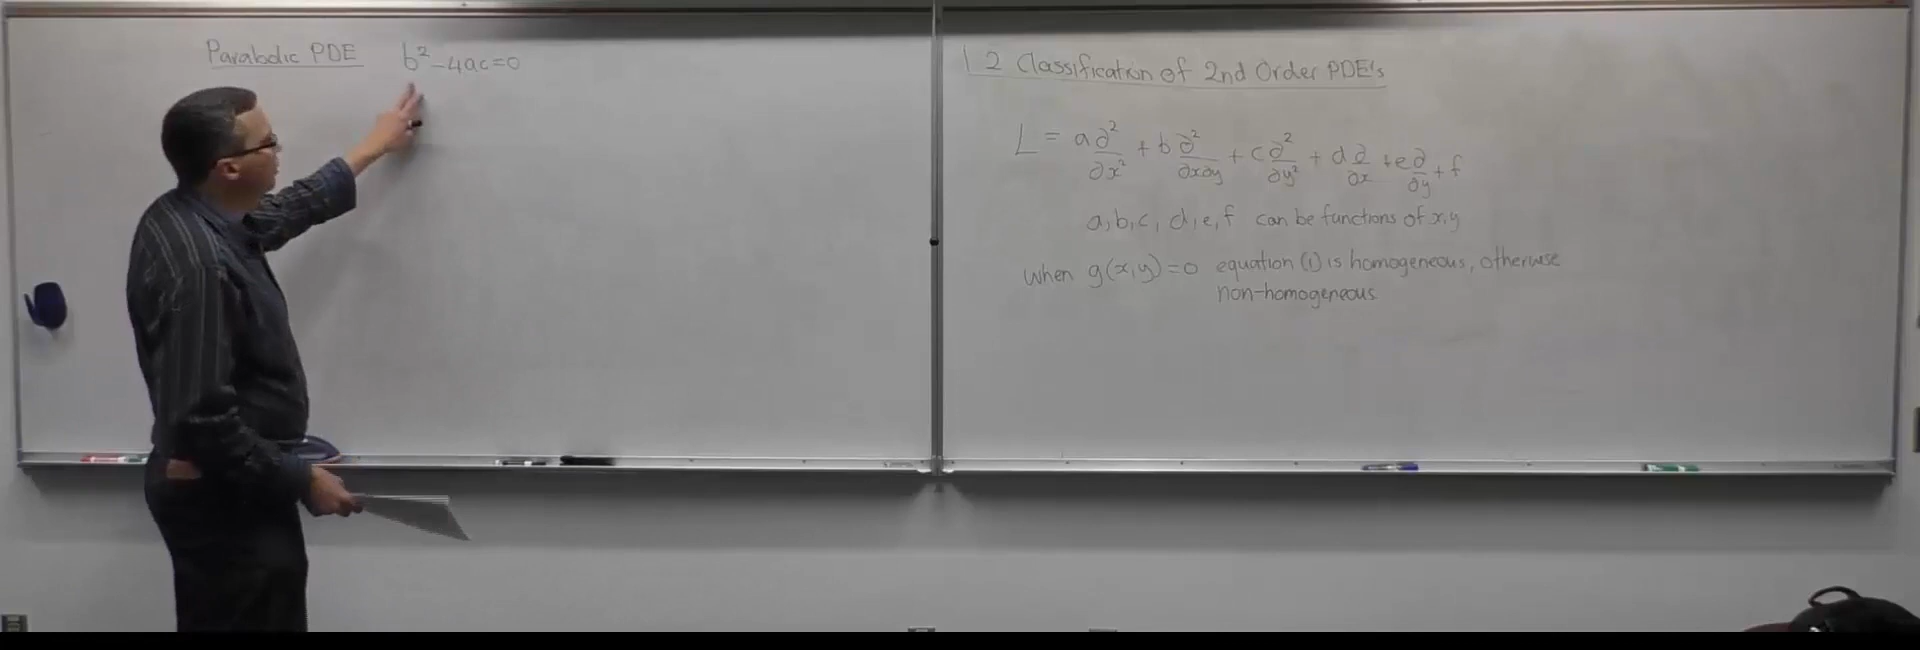 Parabolic PDE b²-4ac=0
1.2 Classification of 2nd Order PDE's
L = a ∂²/∂x² + b ∂²/∂x∂y + c ∂²/∂y² + d ∂/∂x + e ∂/∂y + f
a, b, c, d, e, f can be functions of x, y
when g(x,y)=0 equation (1) is homogeneous, otherwise
non-homogeneous.